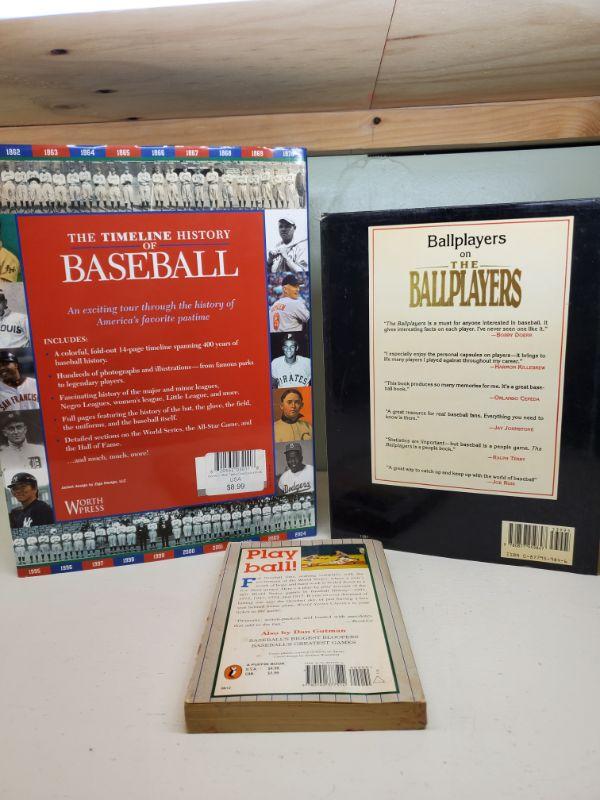 1862 1863 1864 1865 1866 1867 1868 1869 1870
THE TIMELINE HISTORY
OF
BASEBALL
An exciting tour through the history of
America's favorite pastime
INCLUDES:
• A colorful, fold-out 14-page timeline spanning 400 years of
baseball history.
• Hundreds of photographs and illustrations—from famous parks
to legendary players.
• Fascinating history of the major and minor leagues,
Negro Leagues, women's league, Little League, and more.
• Full pages featuring the history of the bat, the glove, the field,
the uniforms, and the baseball itself.
• Detailed sections on the World Series, the All-Star Game, and
the Hall of Fame.
...and much, much more!
WORTH
PRESS
USA
$8.99
1995 1996 1997 1998 1999 2000 2001 2003 2004
Ballplayers
on
THE
BALLPLAYERS
"The Ballplayers is a must for anyone interested in baseball. It
gives interesting facts on each player. I've never seen one like it."
—BOBBY DOERR
"I especially enjoy the personal capsules on players—it brings to
life many players I played against throughout my career."
—HARMON KILLEBREW
"This book produces so many memories for me. It's a great base-
ball book."
—ORLANDO CEPEDA
"A great resource for real baseball fans. Everything you need to
know is there."
—JAY JOHNSTONE
"Statistics are important—but baseball is a people game. The
Ballplayers is a people book."
—RALPH TERRY
"A great way to catch up and keep up with the world of baseball"
—JOE RUDI
Play
ball!
Also by Dan Gutman
BASEBALL'S BIGGEST BLOOPERS
BASEBALL'S GREATEST GAMES
A PUFFIN BOOK